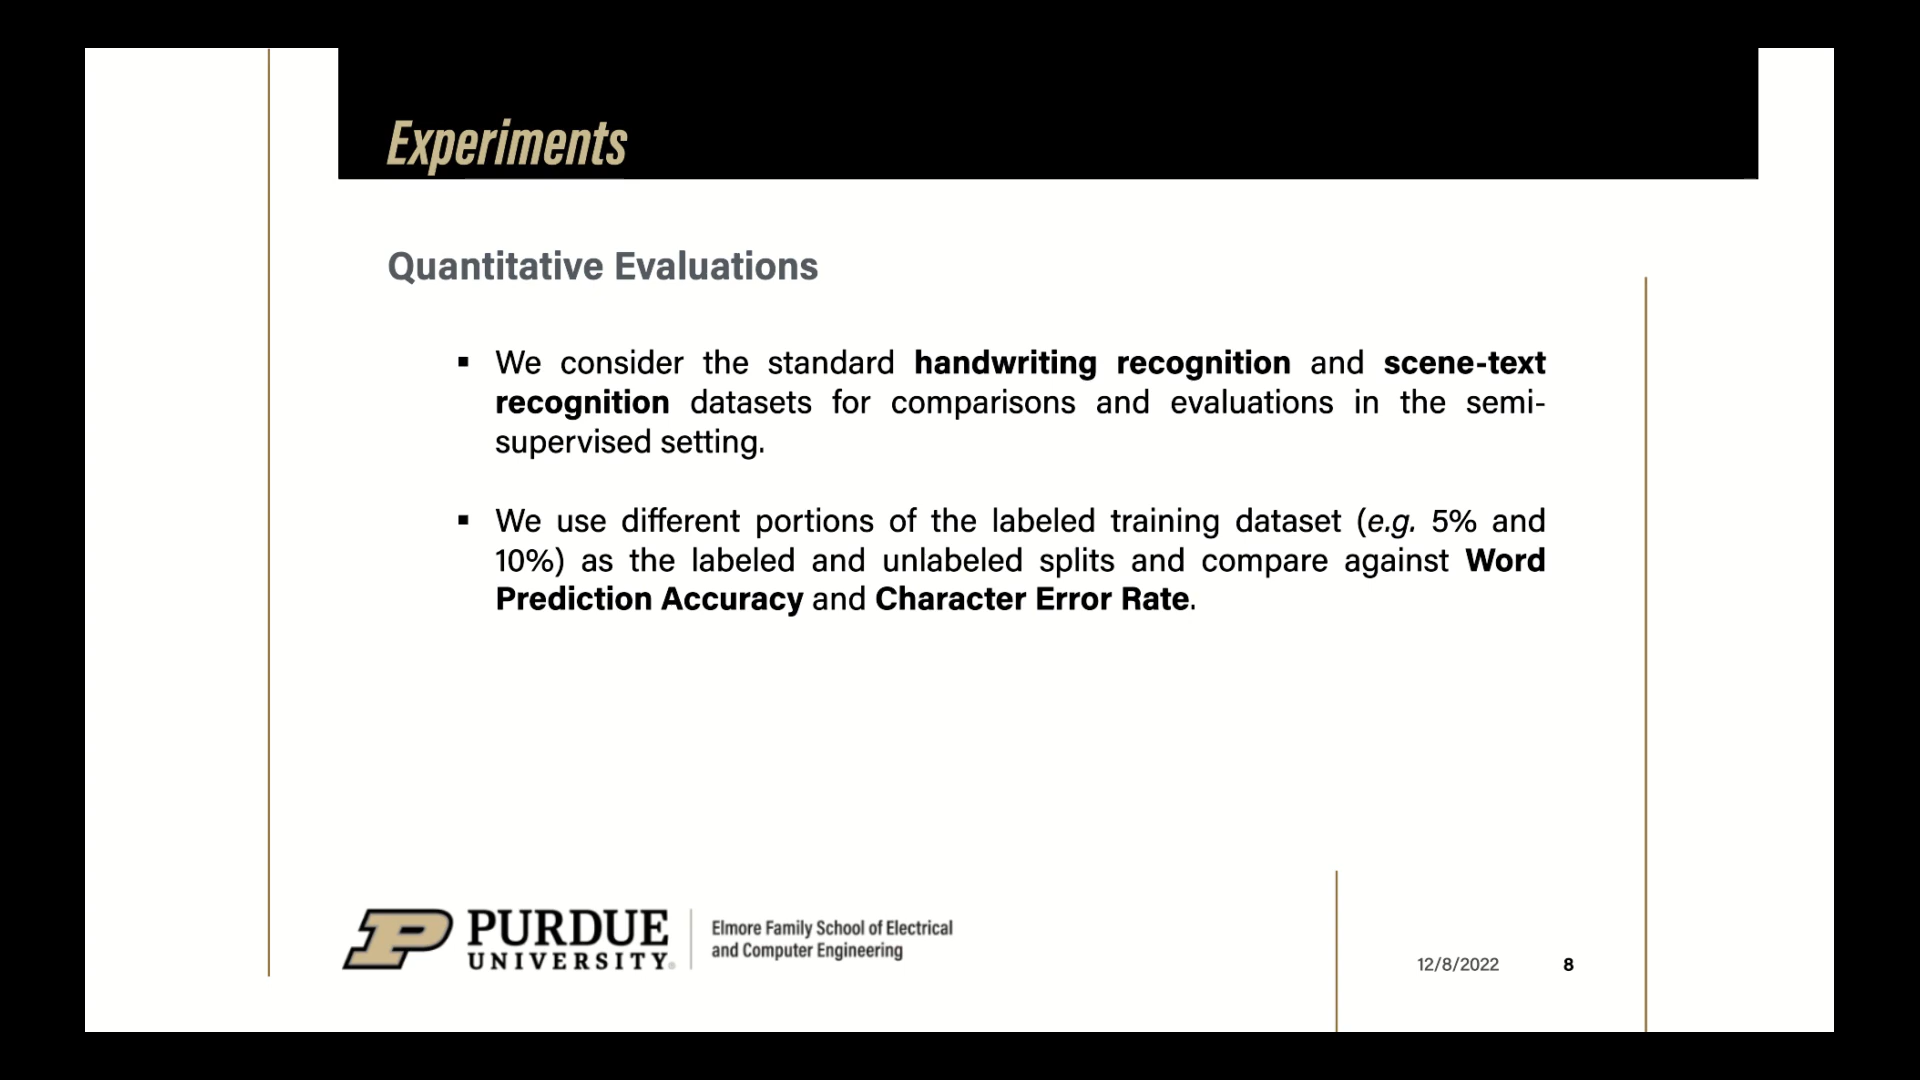 Experiments
Quantitative Evaluations
▪ We consider the standard handwriting recognition and scene-text
recognition datasets for comparisons and evaluations in the semi-
supervised setting.
▪ We use different portions of the labeled training dataset (e.g. 5% and
10%) as the labeled and unlabeled splits and compare against Word
Prediction Accuracy and Character Error Rate.
PURDUE
UNIVERSITY®
Elmore Family School of Electrical
and Computer Engineering
12/8/2022 8